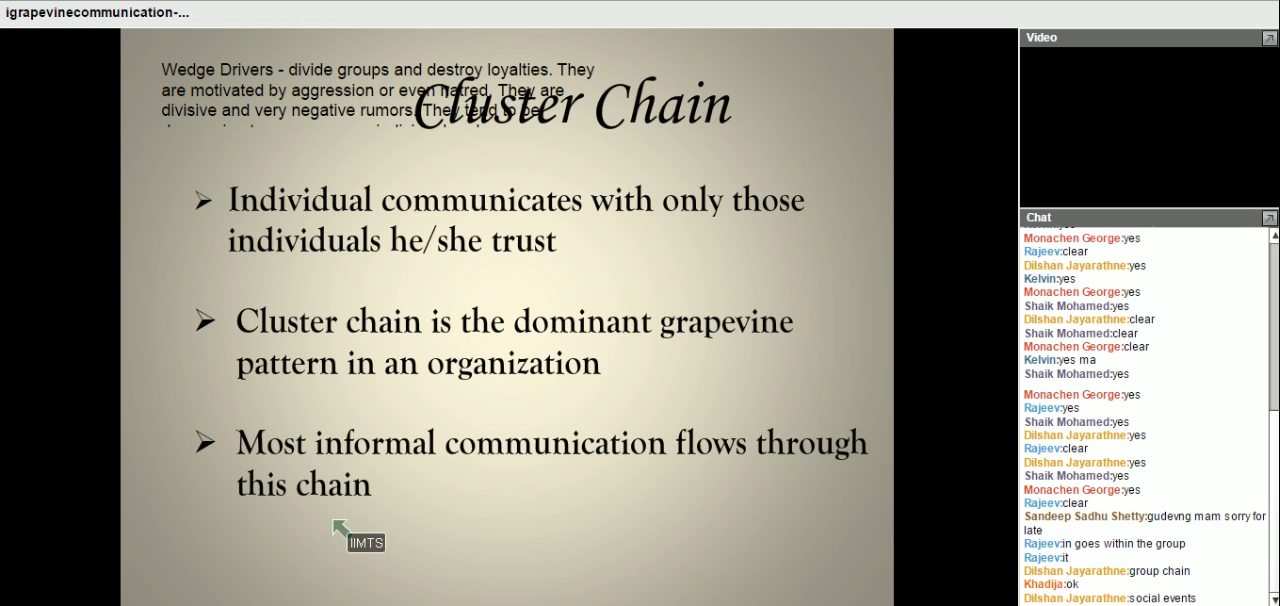 igrapevinecommunication-...
Wedge Drivers - divide groups and destroy loyalties. They
are motivated by aggression or even hatred. They are
divisive and very negative rumors. They tend to be
Cluster Chain
➢ Individual communicates with only those
individuals he/she trust
➢ Cluster chain is the dominant grapevine
pattern in an organization
➢ Most informal communication flows through
this chain
IIMTS
Video
Chat
Monachen George:yes
Rajeev:clear
Dilshan Jayarathne:yes
Kelvin:yes
Monachen George:yes
Shaik Mohamed:yes
Dilshan Jayarathne:clear
Shaik Mohamed:clear
Monachen George:clear
Kelvin:yes ma
Shaik Mohamed:yes
Monachen George:yes
Rajeev:yes
Shaik Mohamed:yes
Dilshan Jayarathne:yes
Rajeev:clear
Dilshan Jayarathne:yes
Shaik Mohamed:yes
Monachen George:yes
Rajeev:clear
Sandeep Sadhu Shetty:gudevng mam sorry for
late
Rajeev:in goes within the group
Rajeev:it
Dilshan Jayarathne:group chain
Khadija:ok
Dilshan Jayarathne:social events